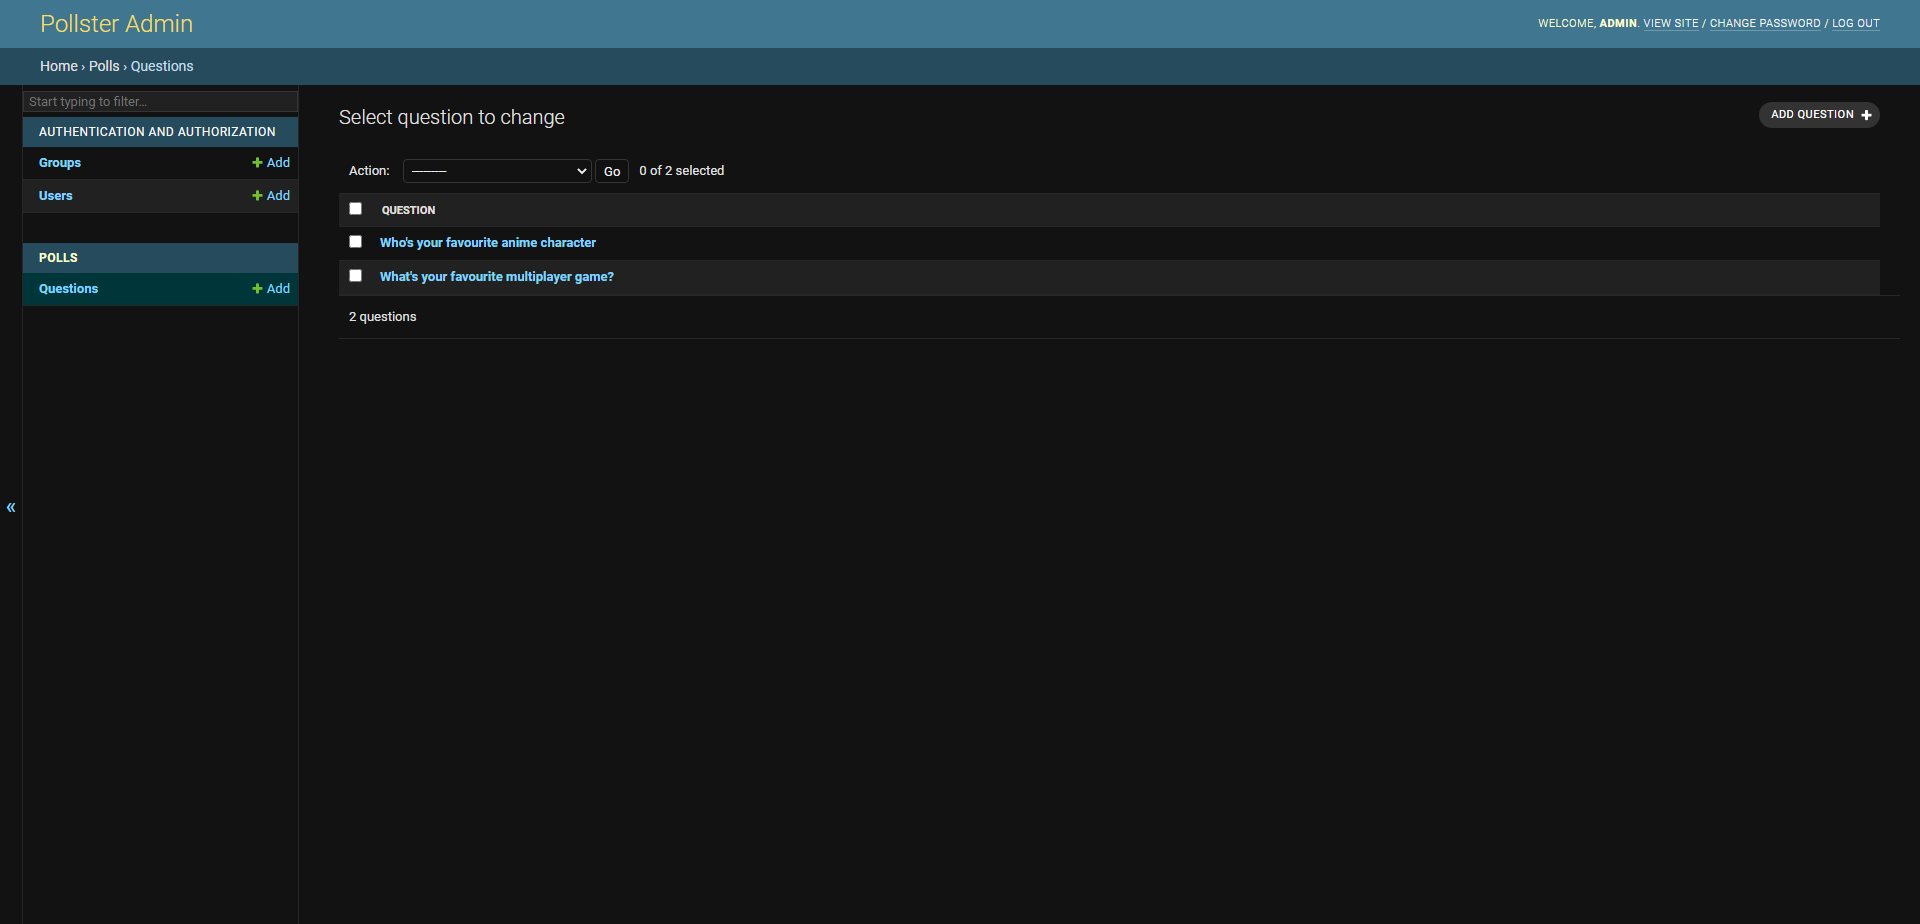 Pollster Admin
WELCOME, ADMIN. VIEW SITE / CHANGE PASSWORD / LOG OUT
Home › Polls › Questions
Start typing to filter...
AUTHENTICATION AND AUTHORIZATION
Groups + Add
Users + Add
POLLS
Questions + Add
«
Select question to change
ADD QUESTION +
Action: --------- Go 0 of 2 selected
QUESTION
Who's your favourite anime character
What's your favourite multiplayer game?
2 questions